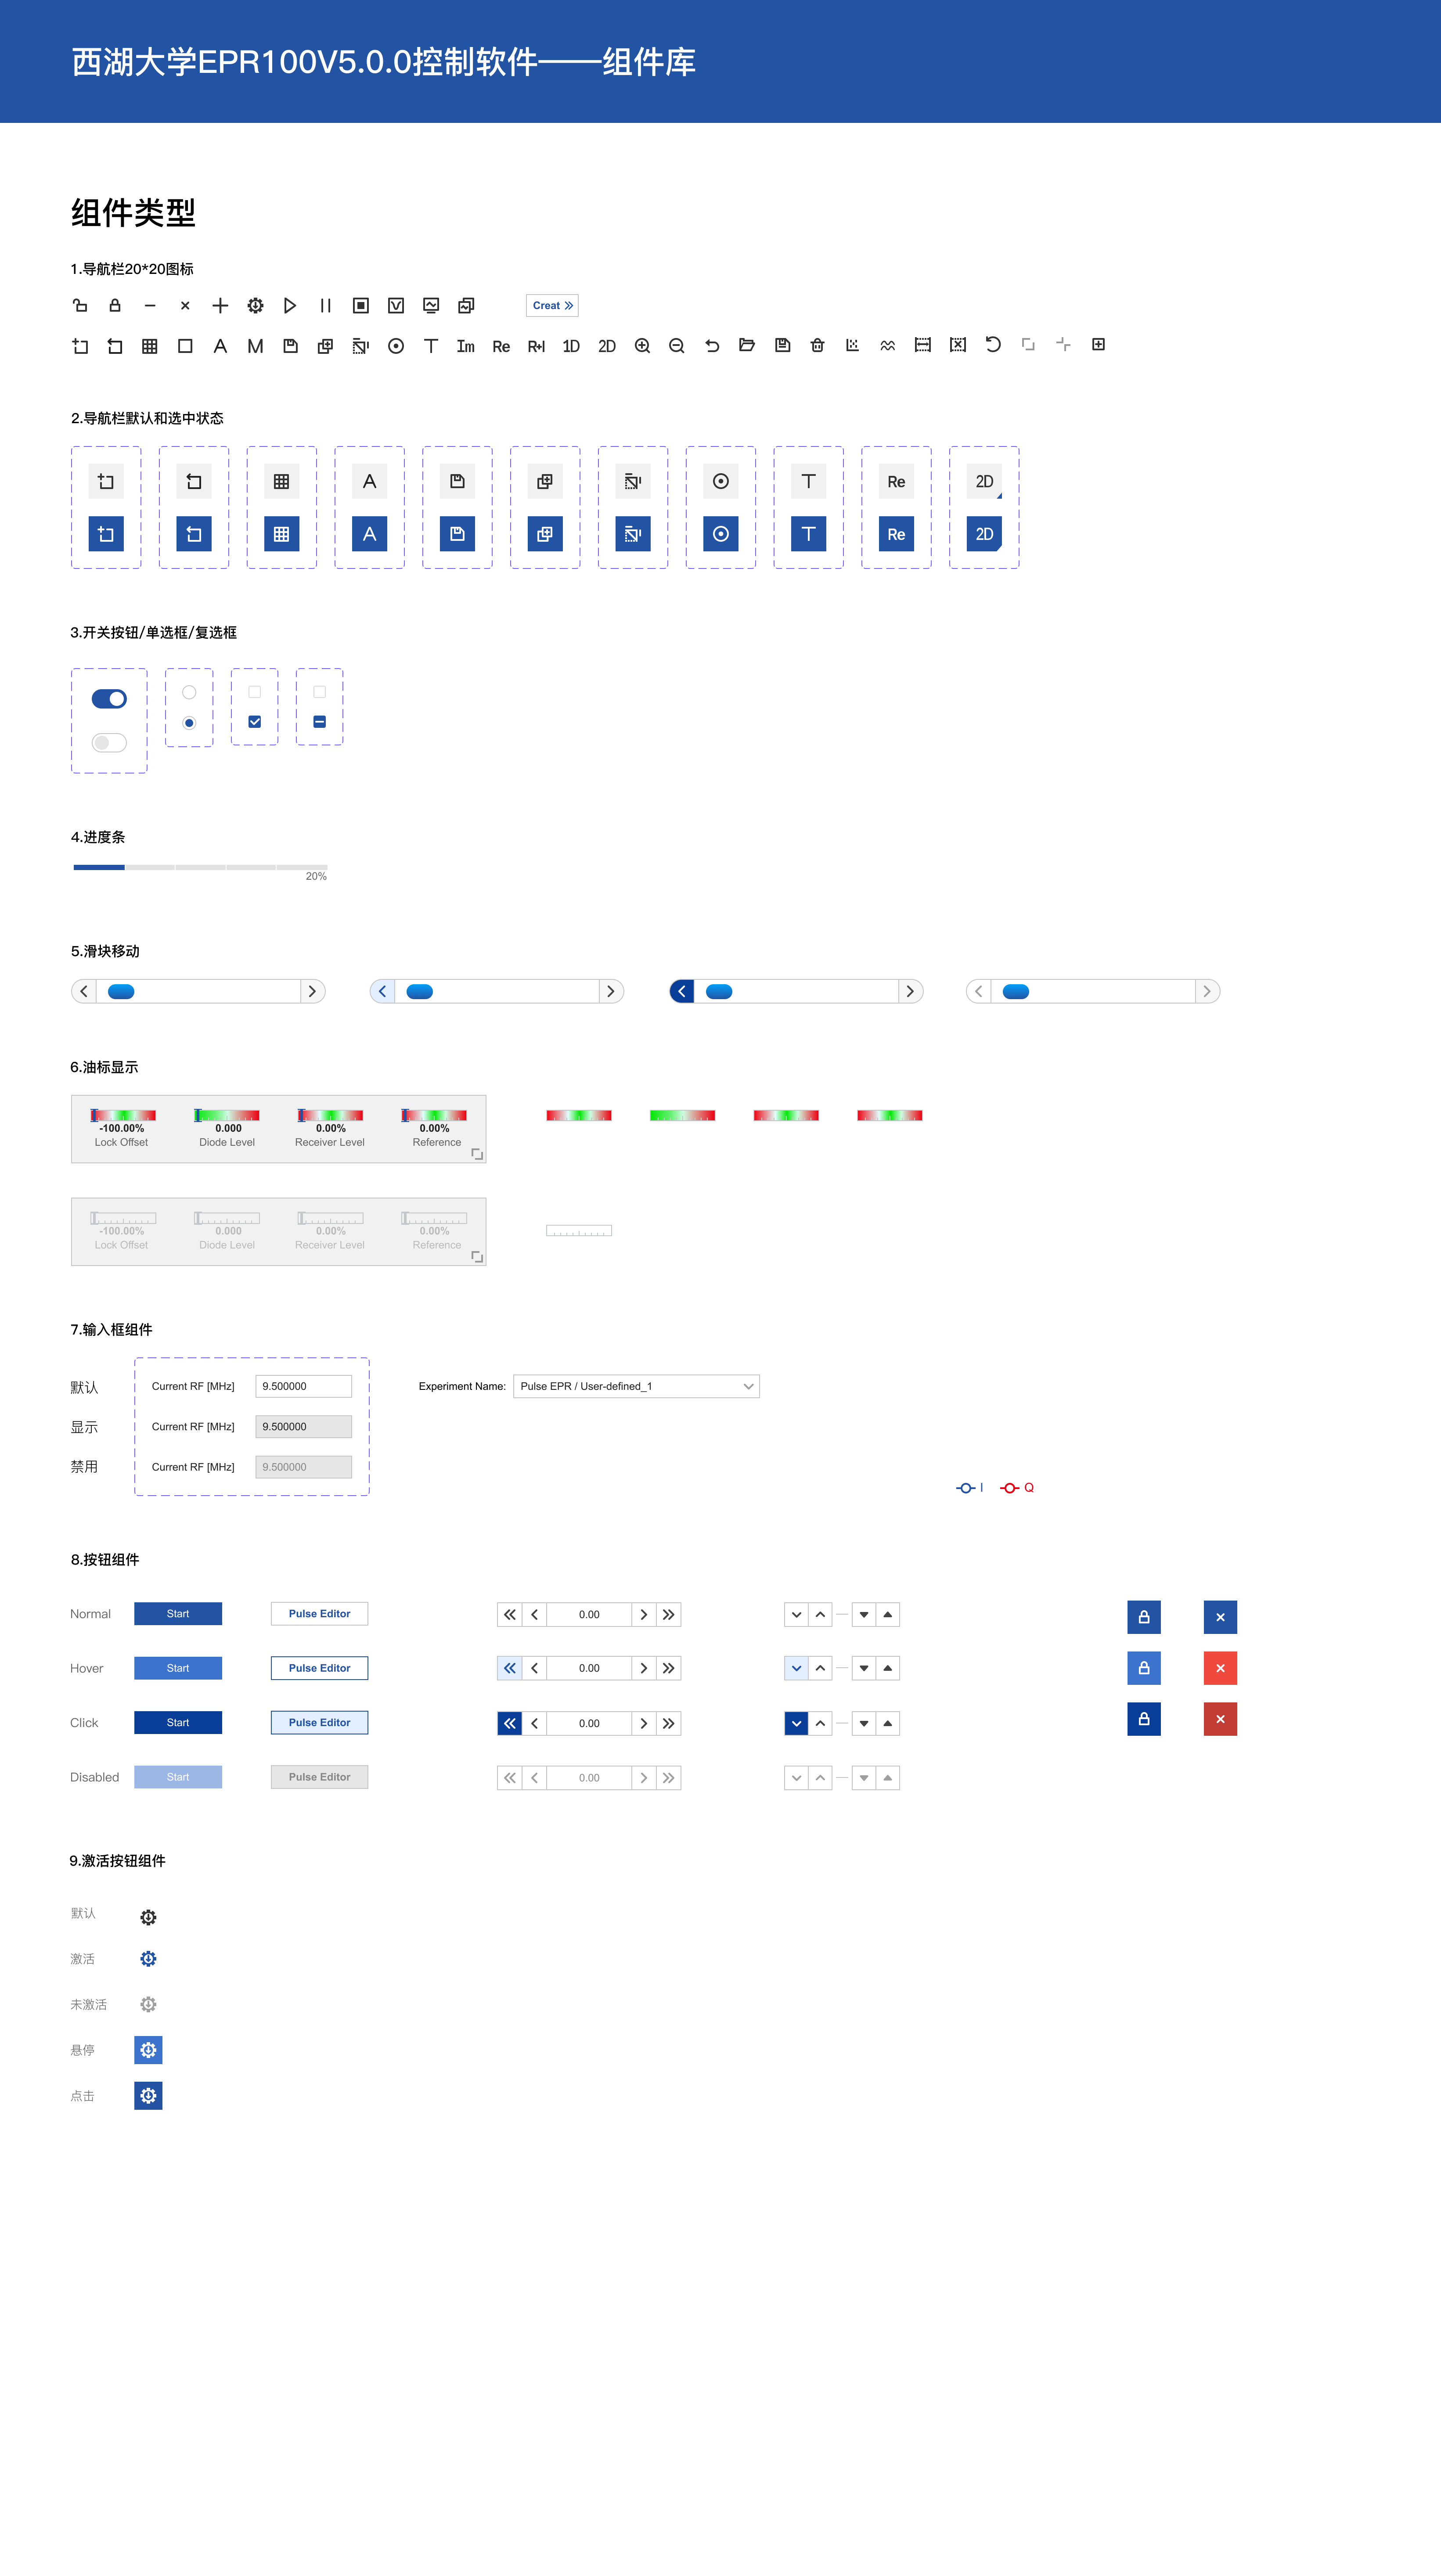 西湖大学EPR100V5.0.0控制软件——组件库
组件类型
1.导航栏20*20图标
Creat
A M T Im Re R+I 1D 2D
2.导航栏默认和选中状态
A T Re 2D
A T Re 2D
3.开关按钮/单选框/复选框
4.进度条
20%
5.滑块移动
6.油标显示
-100.00% 0.000 0.00% 0.00%
Lock Offset Diode Level Receiver Level Reference
-100.00% 0.000 0.00% 0.00%
Lock Offset Diode Level Receiver Level Reference
7.输入框组件
默认 Current RF [MHz] 9.500000 Experiment Name: Pulse EPR / User-defined_1
显示 Current RF [MHz] 9.500000
禁用 Current RF [MHz] 9.500000
I Q
8.按钮组件
Normal Start Pulse Editor 0.00
Hover Start Pulse Editor 0.00
Click Start Pulse Editor 0.00
Disabled Start Pulse Editor 0.00
9.激活按钮组件
默认
激活
未激活
悬停
点击